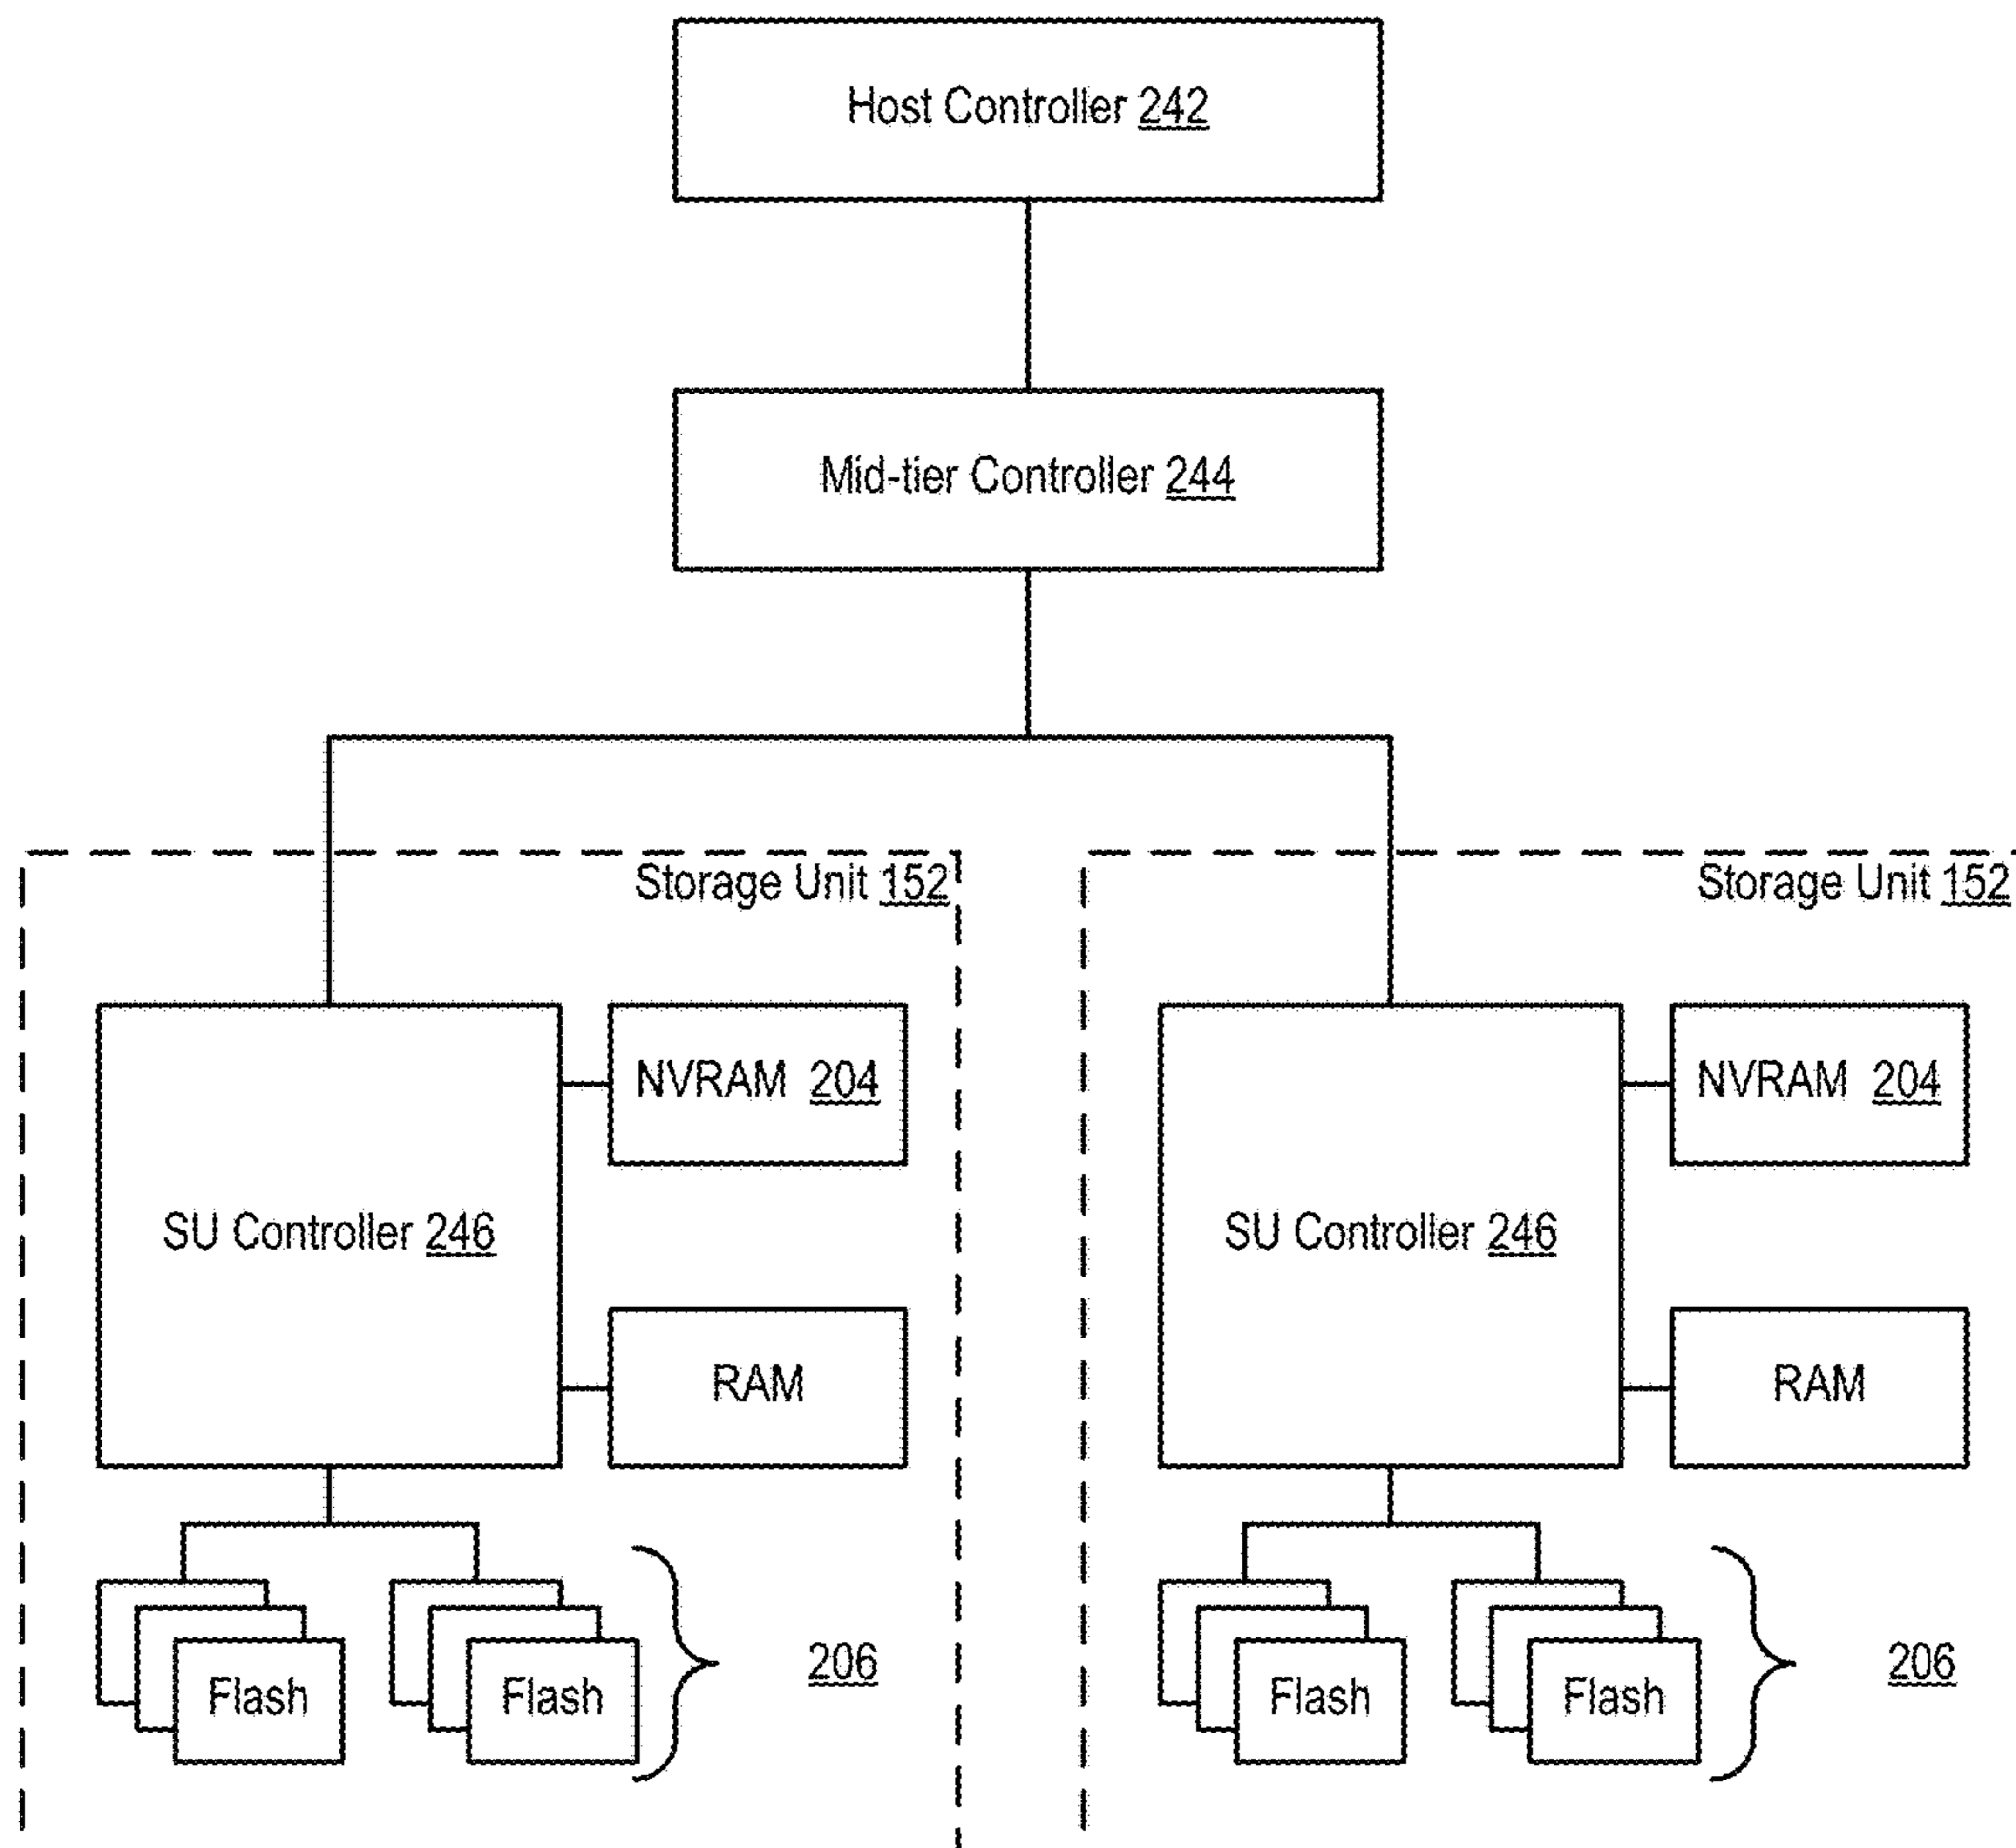 Host Controller 242
Mid-tier Controller 244
Storage Unit 152
Storage Unit 152
NVRAM 204
NVRAM 204
SU Controller 246
SU Controller 246
RAM
RAM
206
206
Flash
Flash
Flash
Flash